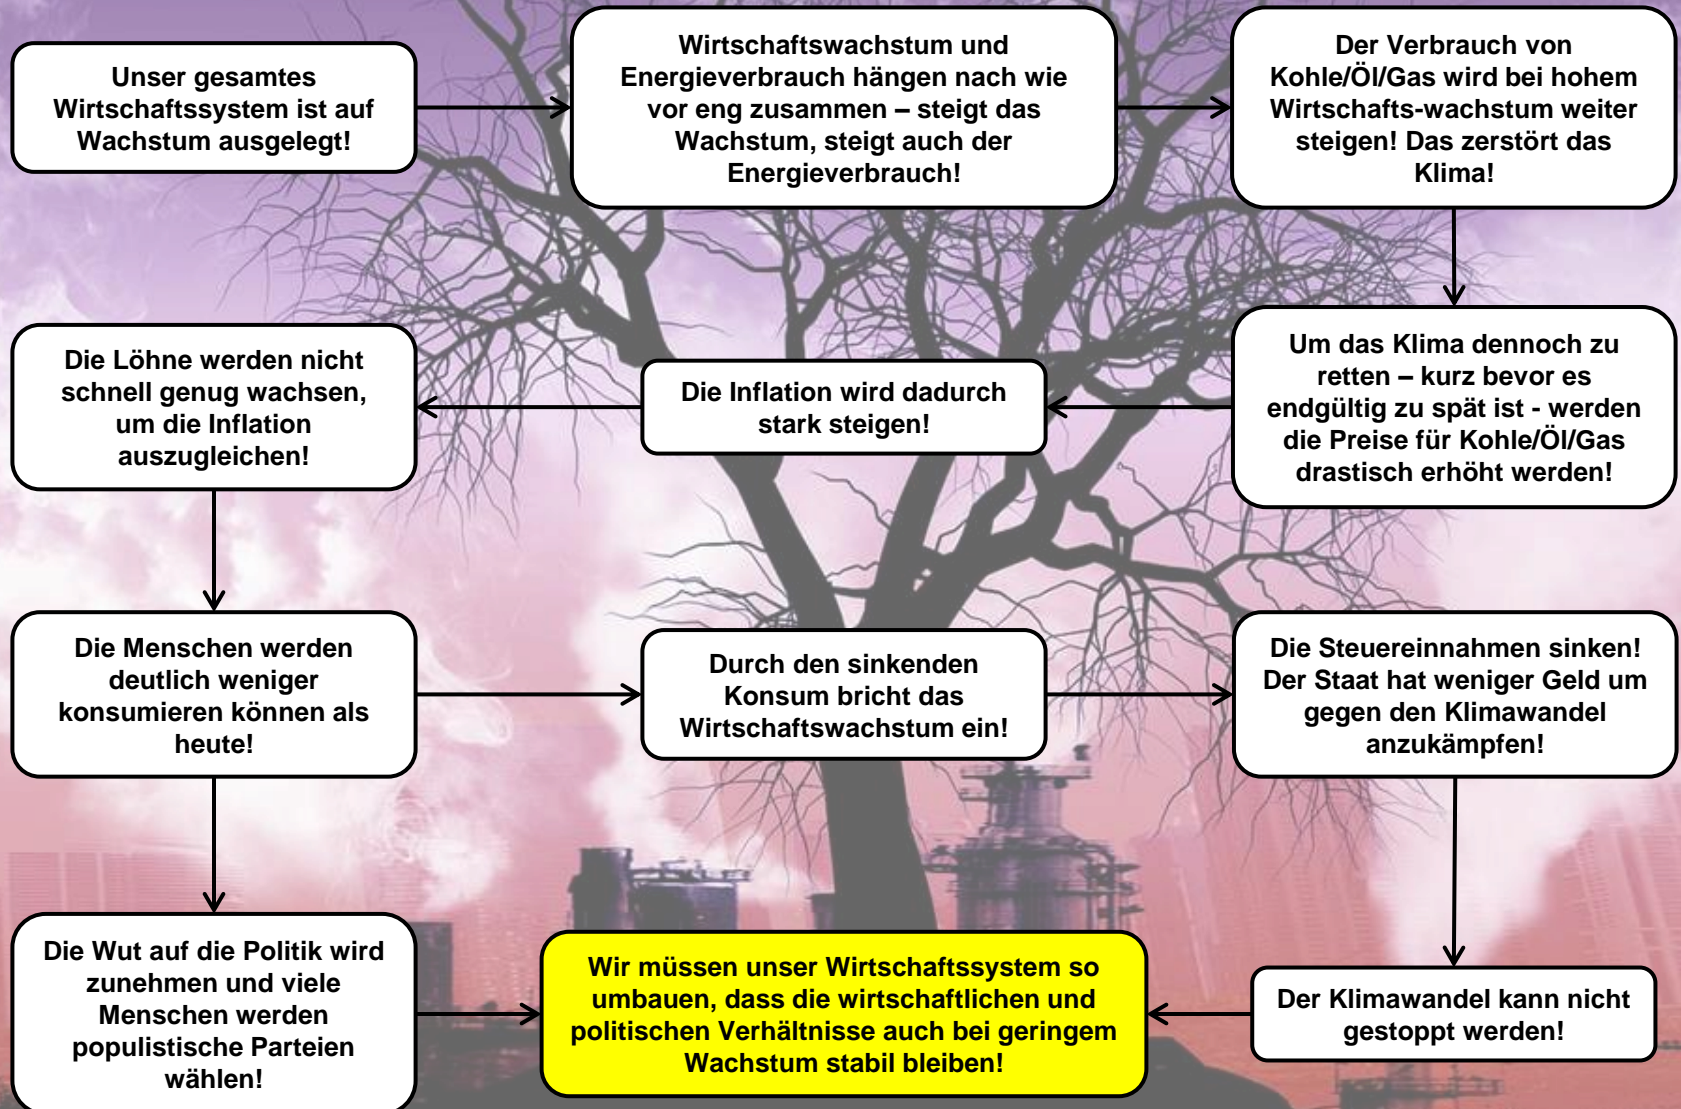 Unser gesamtes
Wirtschaftssystem ist auf
Wachstum ausgelegt!
Wirtschaftswachstum und
Energieverbrauch hängen nach wie
vor eng zusammen – steigt das
Wachstum, steigt auch der
Energieverbrauch!
Der Verbrauch von
Kohle/Öl/Gas wird bei hohem
Wirtschafts-wachstum weiter
steigen! Das zerstört das
Klima!
Um das Klima dennoch zu
retten – kurz bevor es
endgültig zu spät ist - werden
die Preise für Kohle/Öl/Gas
drastisch erhöht werden!
Die Inflation wird dadurch
stark steigen!
Die Löhne werden nicht
schnell genug wachsen,
um die Inflation
auszugleichen!
Die Menschen werden
deutlich weniger
konsumieren können als
heute!
Durch den sinkenden
Konsum bricht das
Wirtschaftswachstum ein!
Die Steuereinnahmen sinken!
Der Staat hat weniger Geld um
gegen den Klimawandel
anzukämpfen!
Die Wut auf die Politik wird
zunehmen und viele
Menschen werden
populistische Parteien
wählen!
Wir müssen unser Wirtschaftssystem so
umbauen, dass die wirtschaftlichen und
politischen Verhältnisse auch bei geringem
Wachstum stabil bleiben!
Der Klimawandel kann nicht
gestoppt werden!